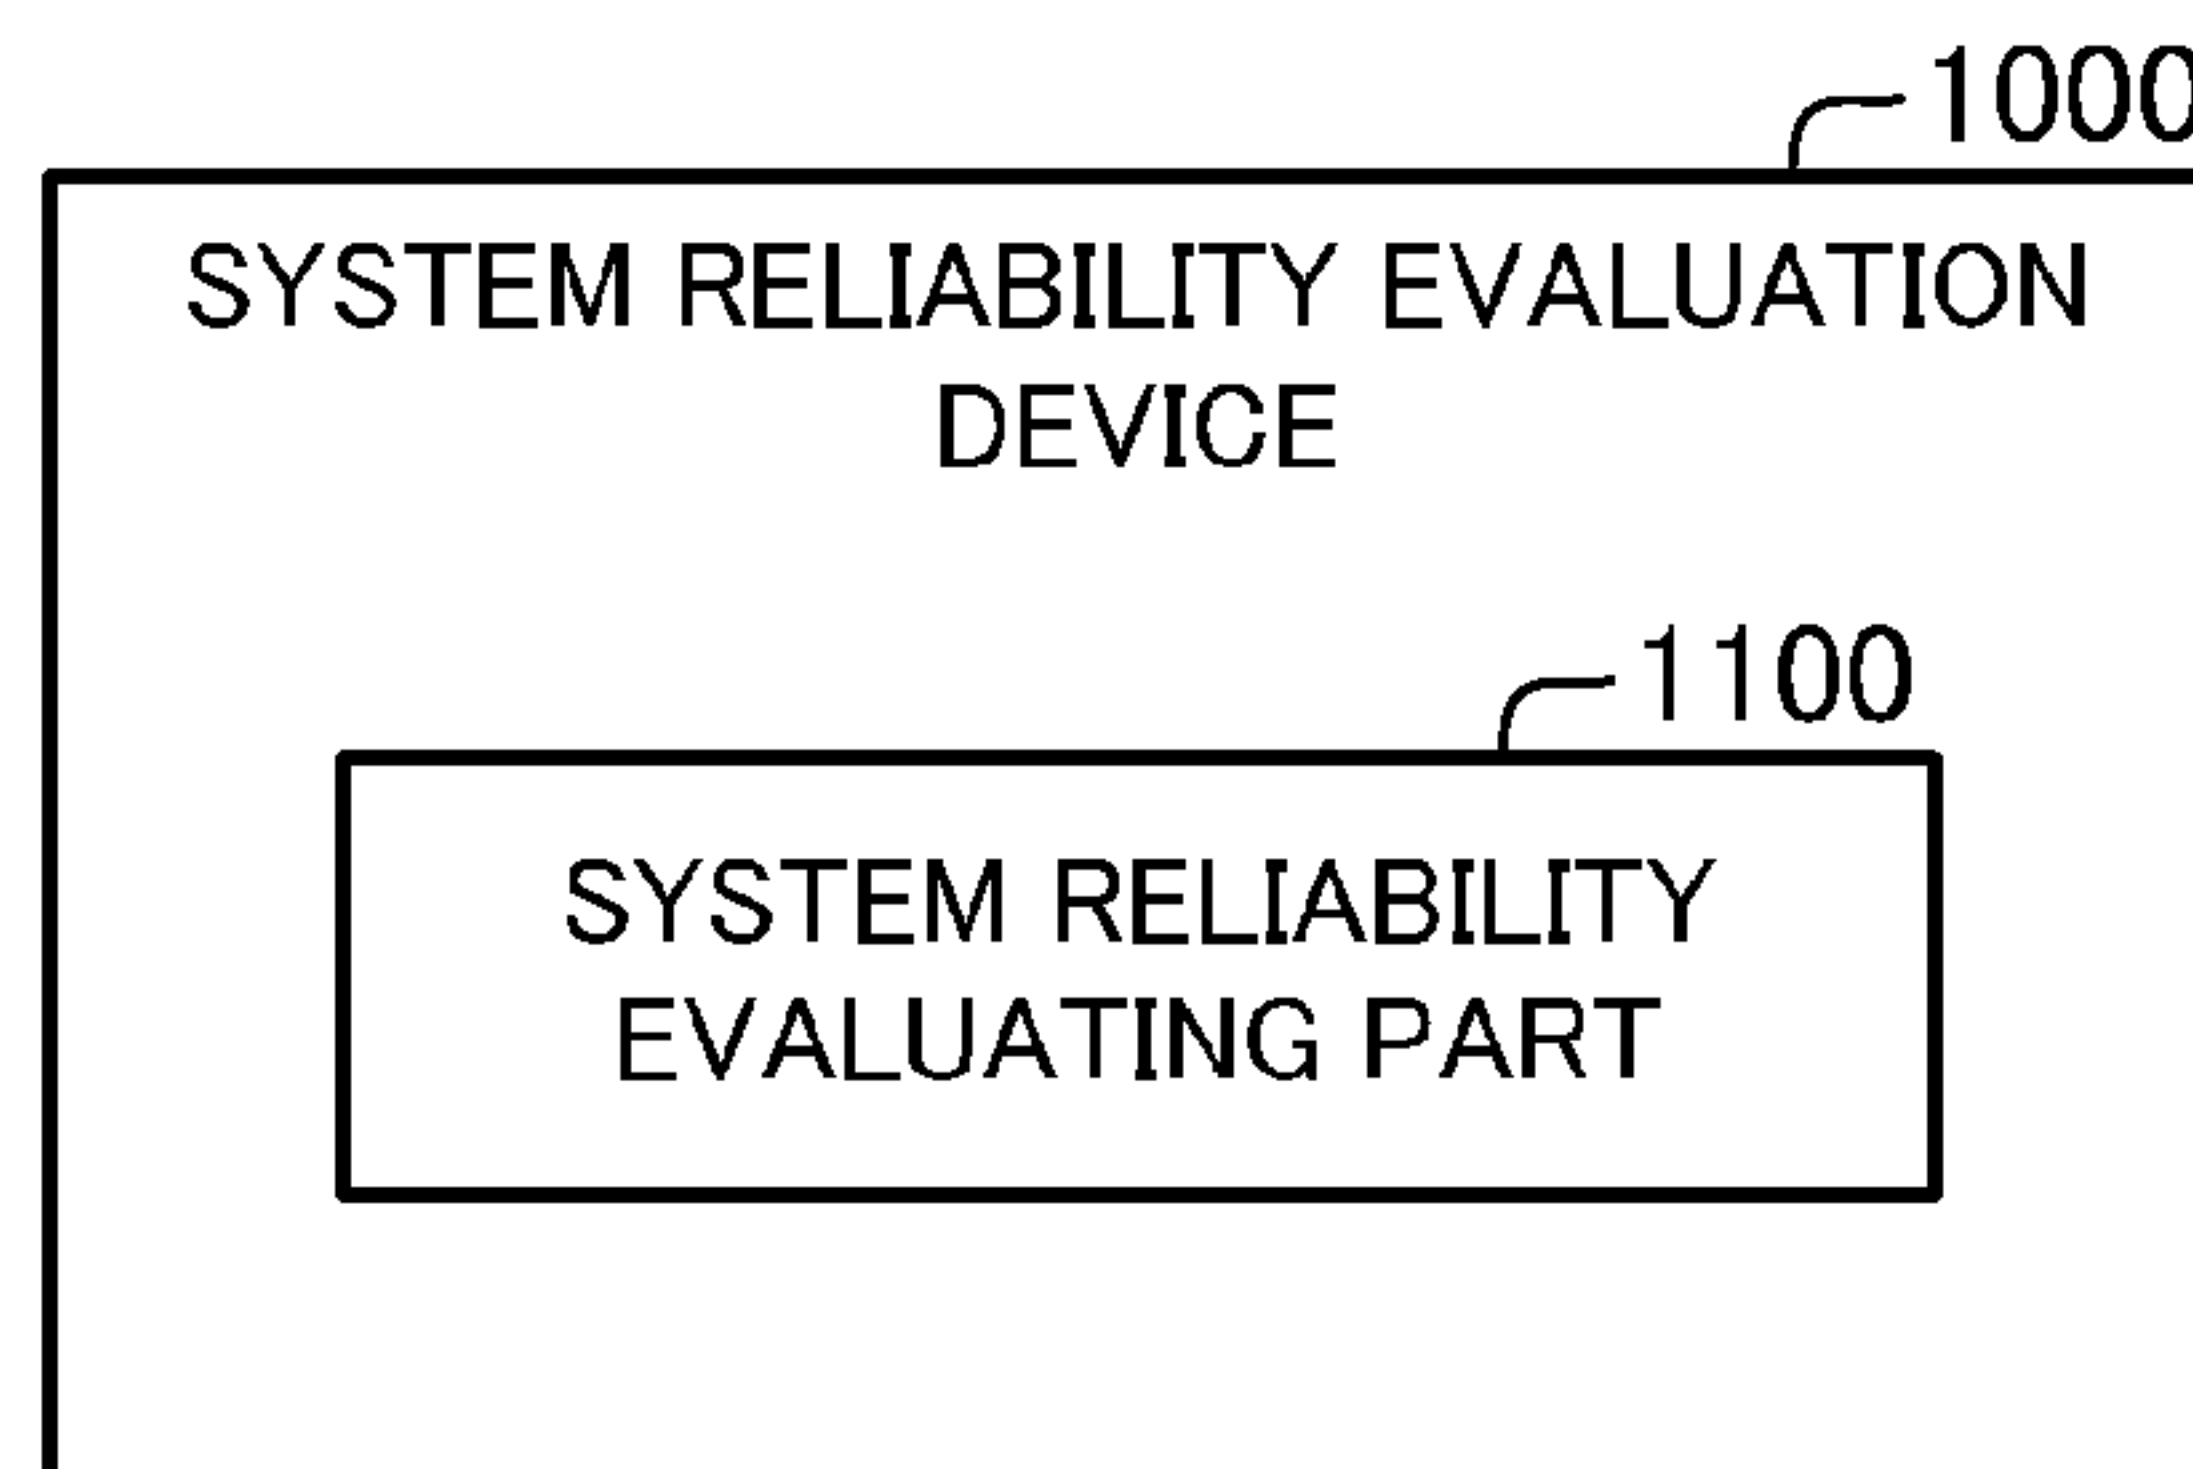 1000
SYSTEM RELIABILITY EVALUATION
DEVICE
1100
SYSTEM RELIABILITY
EVALUATING PART